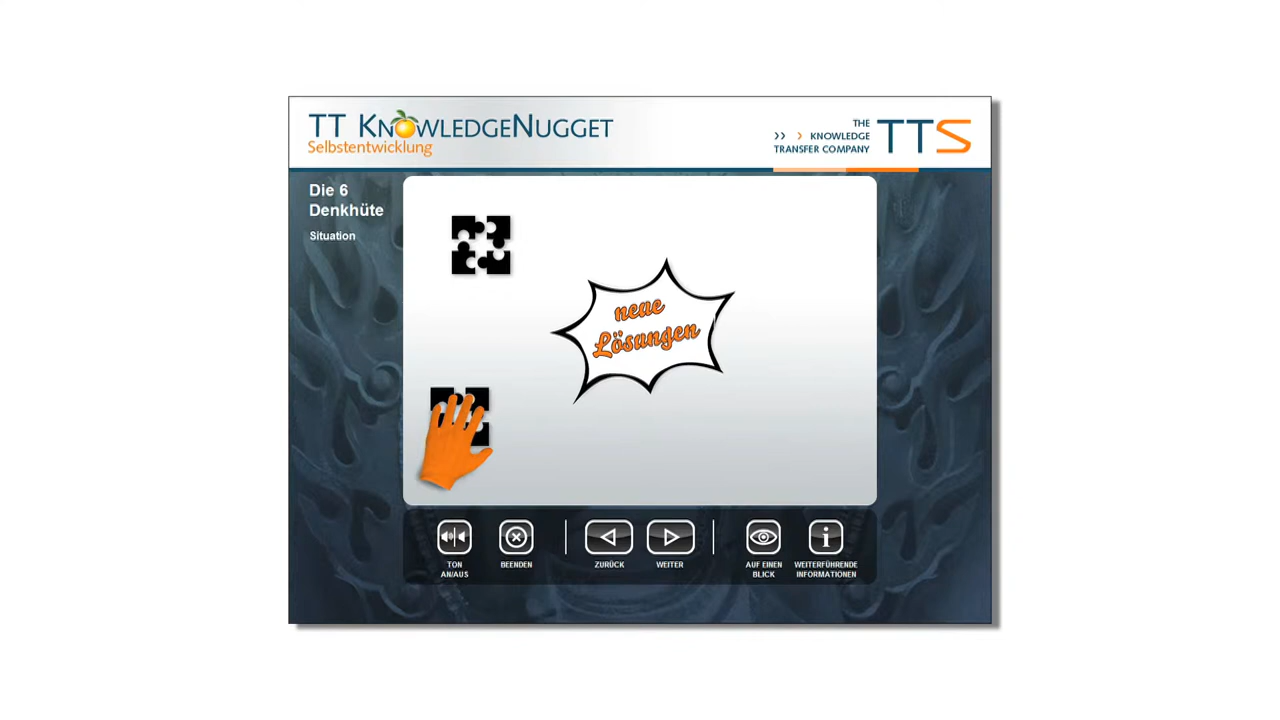 TT KNOWLEDGENUGGET
Selbstentwicklung
THE
KNOWLEDGE
TRANSFER COMPANY
TTS
Die 6
Denkhüte
Situation
neue
Lösungen
TON
AN/AUS
BEENDEN
ZURÜCK
WEITER
AUF EINEN
BLICK
WEITERFÜHRENDE
INFORMATIONEN